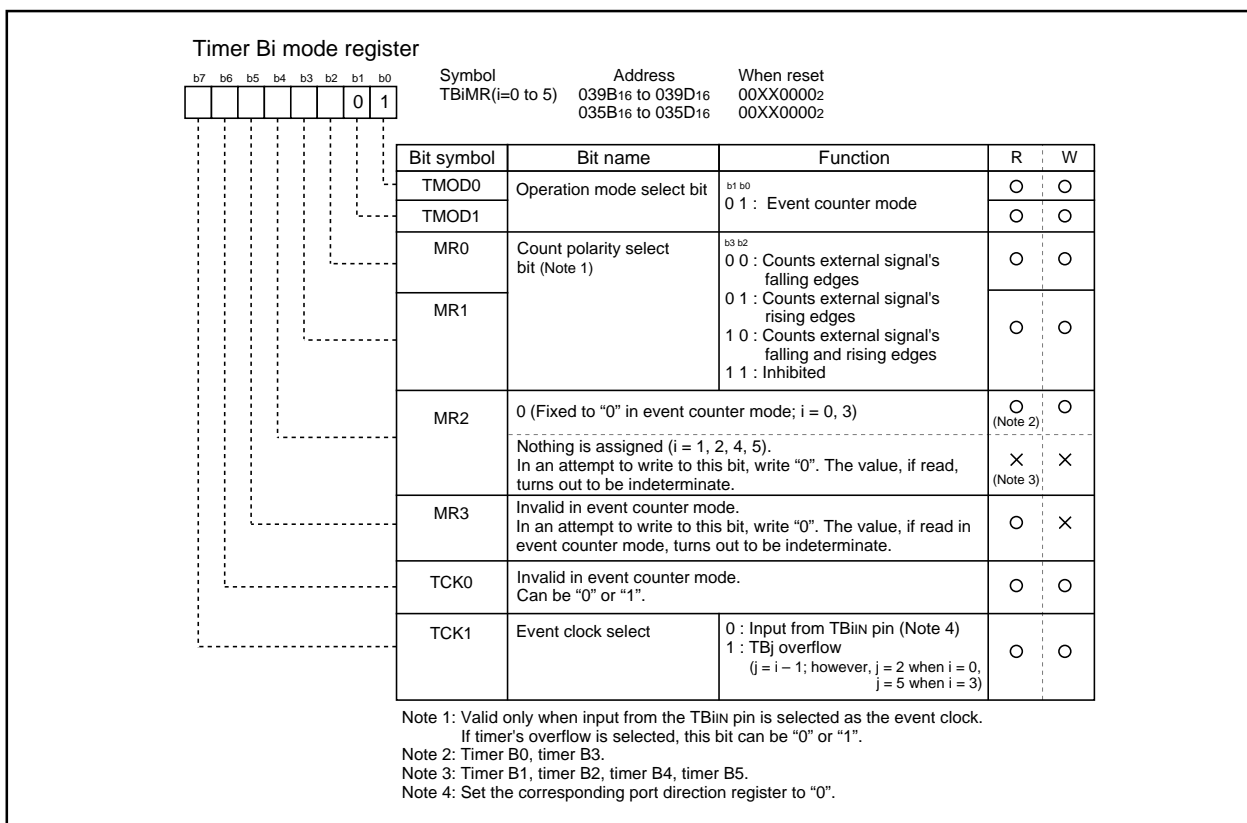 Timer Bi mode register
b7 b6 b5 b4 b3 b2 b1 b0
0 1
Symbol Address When reset
TBiMR(i=0 to 5) 039B16 to 039D16 00XX00002
035B16 to 035D16 00XX00002
Bit symbol Bit name Function R W
TMOD0 Operation mode select bit b1 b0
0 1 : Event counter mode
TMOD1
MR0 Count polarity select
bit (Note 1)
b3 b2
0 0 : Counts external signal's
falling edges
0 1 : Counts external signal's
rising edges
1 0 : Counts external signal's
falling and rising edges
1 1 : Inhibited
MR1
MR2 0 (Fixed to “0” in event counter mode; i = 0, 3)
(Note 2)
Nothing is assigned (i = 1, 2, 4, 5).
In an attempt to write to this bit, write “0”. The value, if read,
turns out to be indeterminate.
(Note 3)
MR3 Invalid in event counter mode.
In an attempt to write to this bit, write “0”. The value, if read in
event counter mode, turns out to be indeterminate.
TCK0 Invalid in event counter mode.
Can be “0” or “1”.
TCK1 Event clock select 0 : Input from TBiIN pin (Note 4)
1 : TBj overflow
(j = i – 1; however, j = 2 when i = 0,
j = 5 when i = 3)
Note 1: Valid only when input from the TBiIN pin is selected as the event clock.
If timer's overflow is selected, this bit can be “0” or “1”.
Note 2: Timer B0, timer B3.
Note 3: Timer B1, timer B2, timer B4, timer B5.
Note 4: Set the corresponding port direction register to “0”.